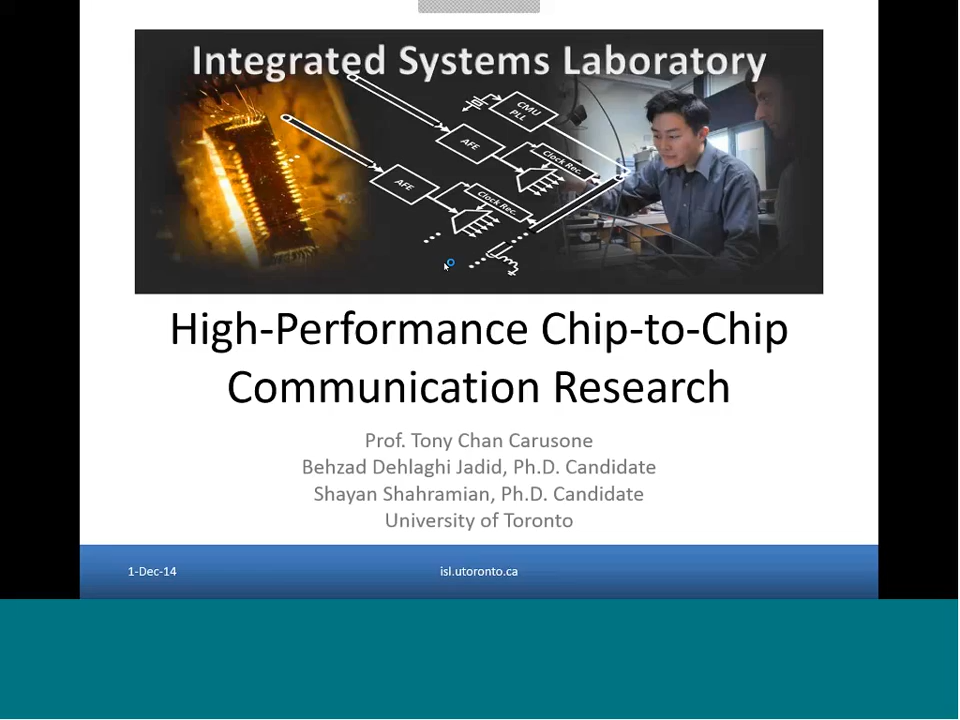 Integrated Systems Laboratory
CMU
PLL
AFE
Clock Rec.
AFE
Clock Rec.
High-Performance Chip-to-Chip
Communication Research
Prof. Tony Chan Carusone
Behzad Dehlaghi Jadid, Ph.D. Candidate
Shayan Shahramian, Ph.D. Candidate
University of Toronto
1-Dec-14
isl.utoronto.ca